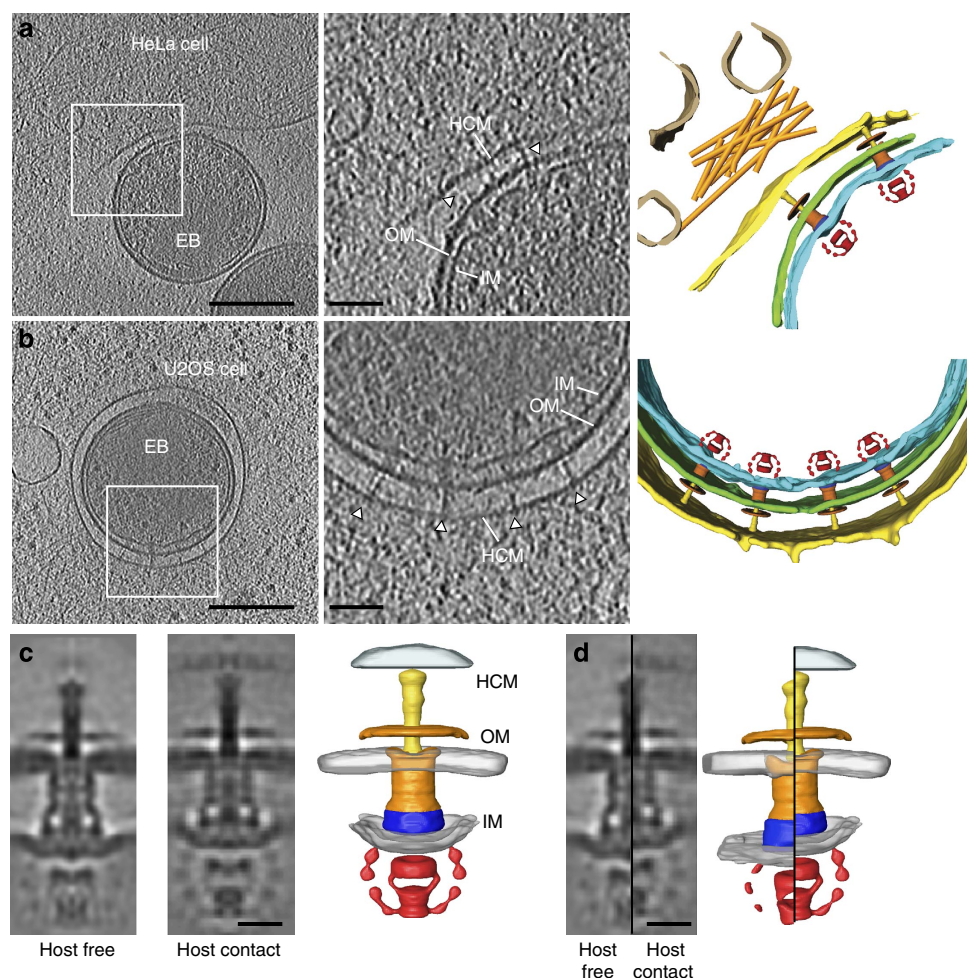 a
HeLa cell
EB
HCM
OM
IM
b
U2OS cell
EB
IM
OM
HCM
c
HCM
OM
IM
Host free
Host contact
d
Host free
Host contact